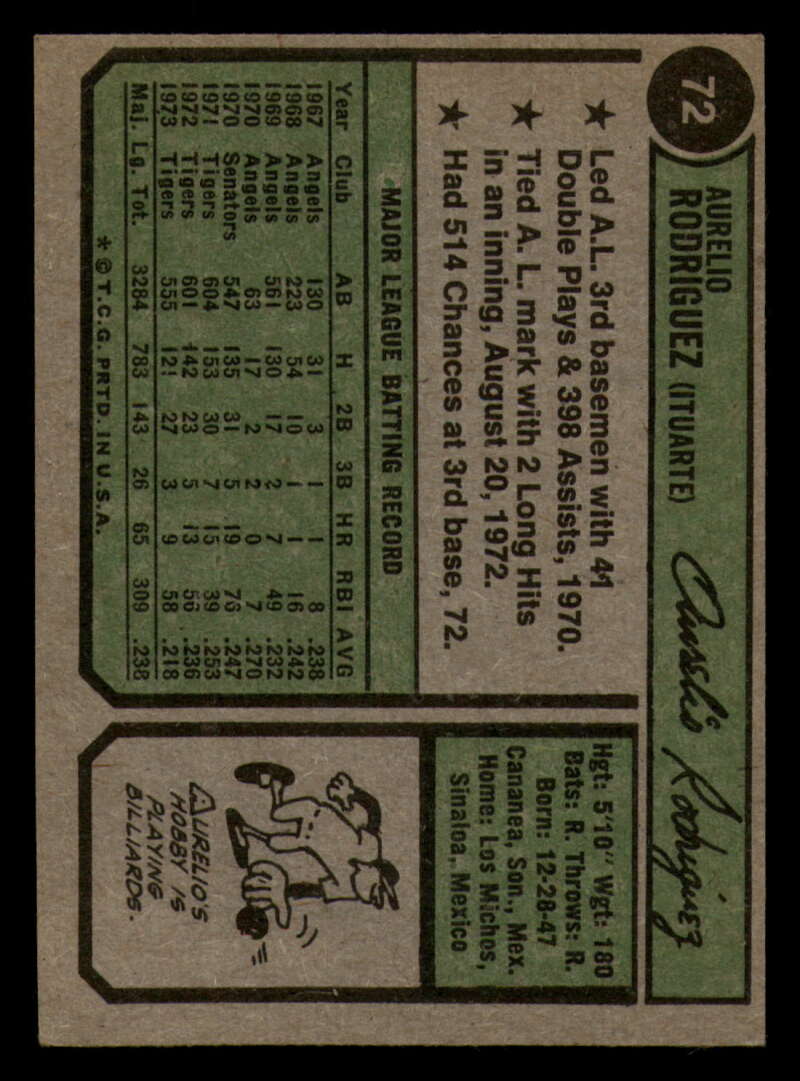 72
AURELIO
RODRIGUEZ (ITUARTE) Aurelio Rodriguez
★ Led A.L. 3rd basemen with 41
Double Plays & 398 Assists, 1970.
★ Tied A. L. mark with 2 Long Hits
in an inning, August 20, 1972.
★ Had 514 Chances at 3rd base, 72.
MAJOR LEAGUE BATTING RECORD
Year Club AB H 2B 3B HR RBI AVG
1967 Angels 130 31 3 1 1 8 .238
1968 Angels 223 54 10 1 1 16 .242
1969 Angels 561 130 17 2 7 49 .232
1970 Angels 63 17 2 2 0 7 .270
1970 Senators 547 135 31 5 19 76 .247
1971 Tigers 604 153 30 7 15 39 .253
1972 Tigers 601 142 23 5 13 56 .236
1973 Tigers 555 121 27 3 9 58 .218
Maj. Lg. Tot. 3284 783 143 26 65 309 .238
* © T.C.G. PRTD. IN U.S.A.
Hgt: 5'10" Wgt: 180
Bats: R. Throws: R.
Born: 12-28-47
Cananea, Son., Mex.
Home: Los Michos,
Sinaloa, Mexico
AURELIO'S
HOBBY IS
PLAYING
BILLIARDS.